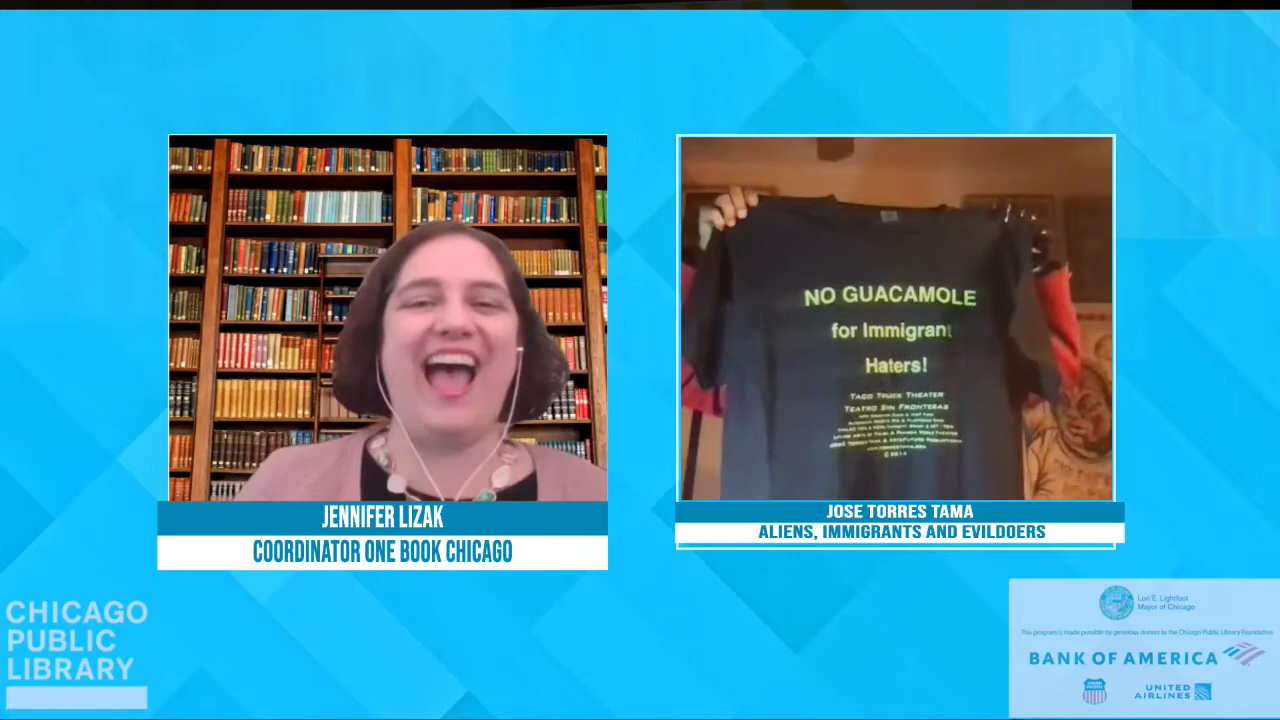 NO GUACAMOLE
for Immigrant
Haters!
TACO TRUCK THEATER
TEATRO SIN FRONTERAS
©2014
JENNIFER LIZAK
COORDINATOR ONE BOOK CHICAGO
JOSE TORRES TAMA
ALIENS, IMMIGRANTS AND EVILDOERS
CHICAGO
PUBLIC
LIBRARY
Lori E. Lightfoot
Mayor of Chicago
This program is made possible by generous donors to the Chicago Public Library Foundation
BANK OF AMERICA
UNITED
AIRLINES